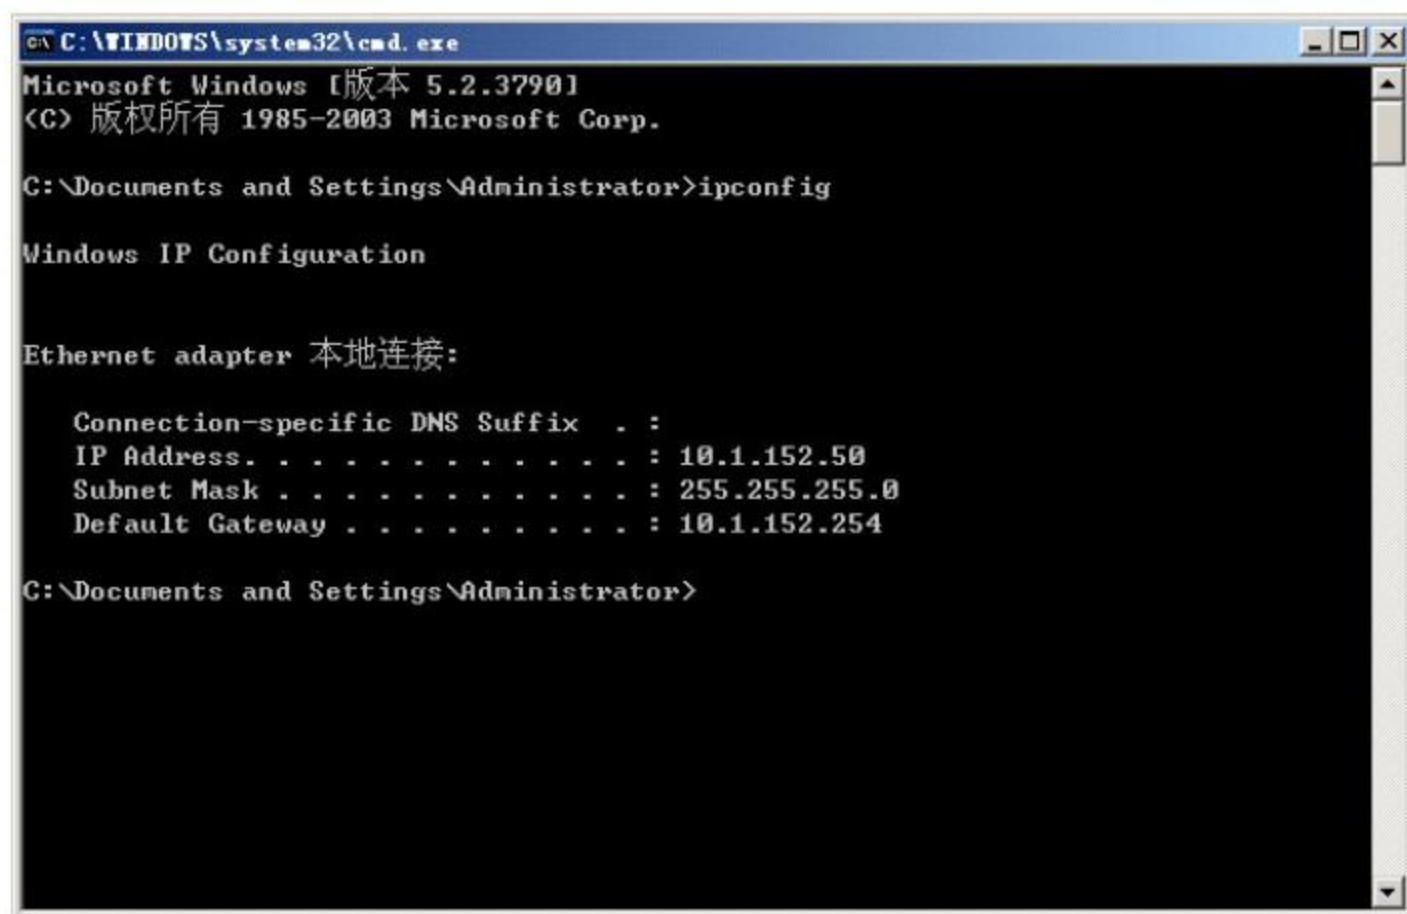 C:\WINDOWS\system32\cmd.exe
Microsoft Windows [版本 5.2.3790]
(C) 版权所有 1985-2003 Microsoft Corp.
C:\Documents and Settings\Administrator>ipconfig
Windows IP Configuration
Ethernet adapter 本地连接:
Connection-specific DNS Suffix  . :
IP Address. . . . . . . . . . . . : 10.1.152.50
Subnet Mask . . . . . . . . . . . : 255.255.255.0
Default Gateway . . . . . . . . . : 10.1.152.254
C:\Documents and Settings\Administrator>